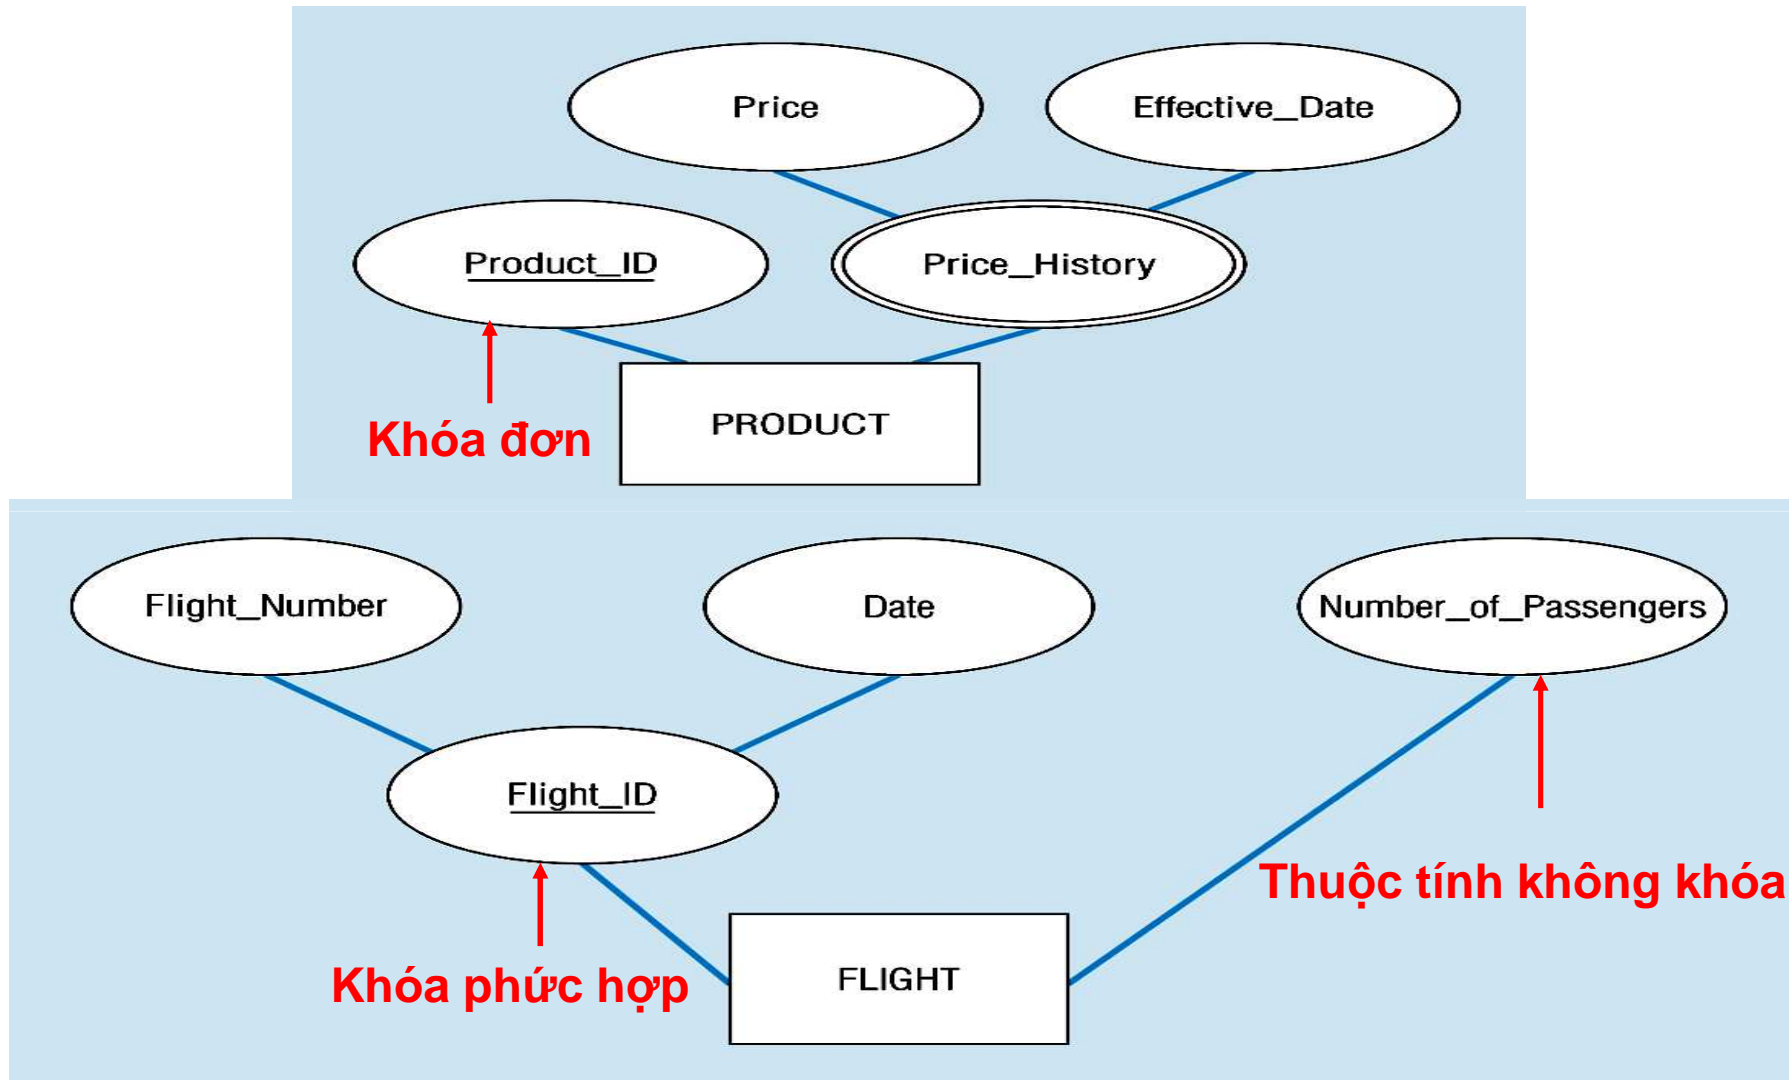 Price
Effective_Date
Product_ID
Price_History
Khóa đơn
PRODUCT
Flight_Number
Date
Number_of_Passengers
Flight_ID
Thuộc tính không khóa
Khóa phức hợp
FLIGHT